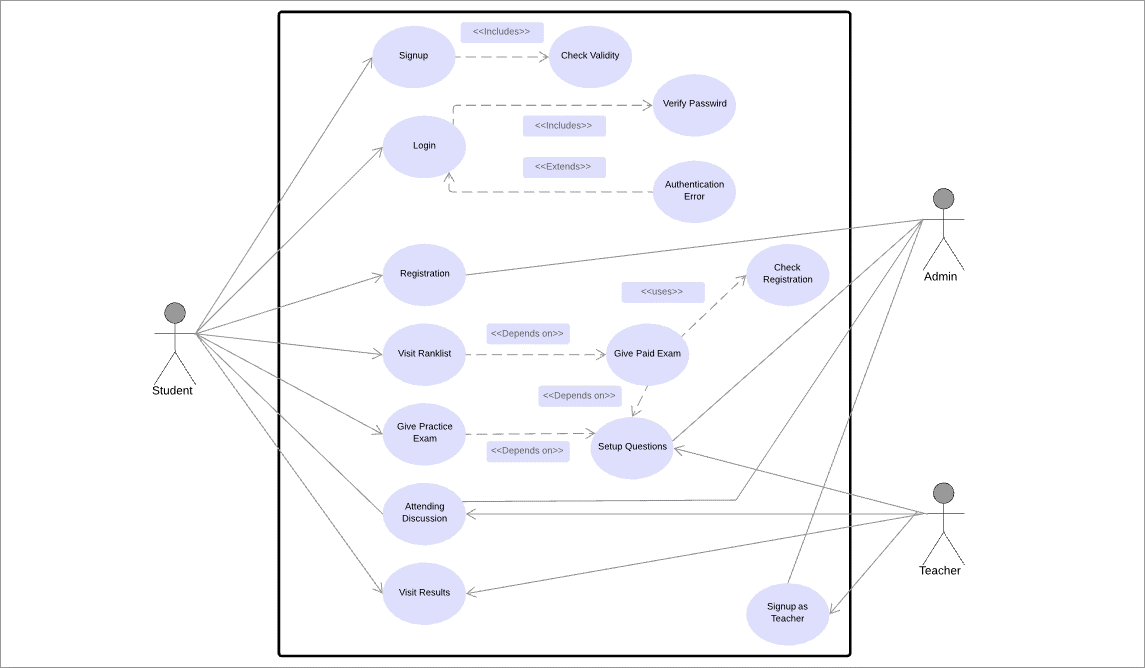 <<Includes>>
Signup
Check Validity
Verify Passwird
<<Includes>>
Login
<<Extends>>
Authentication
Error
Admin
Registration
Check
Registration
<<uses>>
<<Depends on>>
Visit Ranklist
Give Paid Exam
Student
<<Depends on>>
Give Practice
Exam
Setup Questions
<<Depends on>>
Attending
Discussion
Teacher
Visit Results
Signup as
Teacher